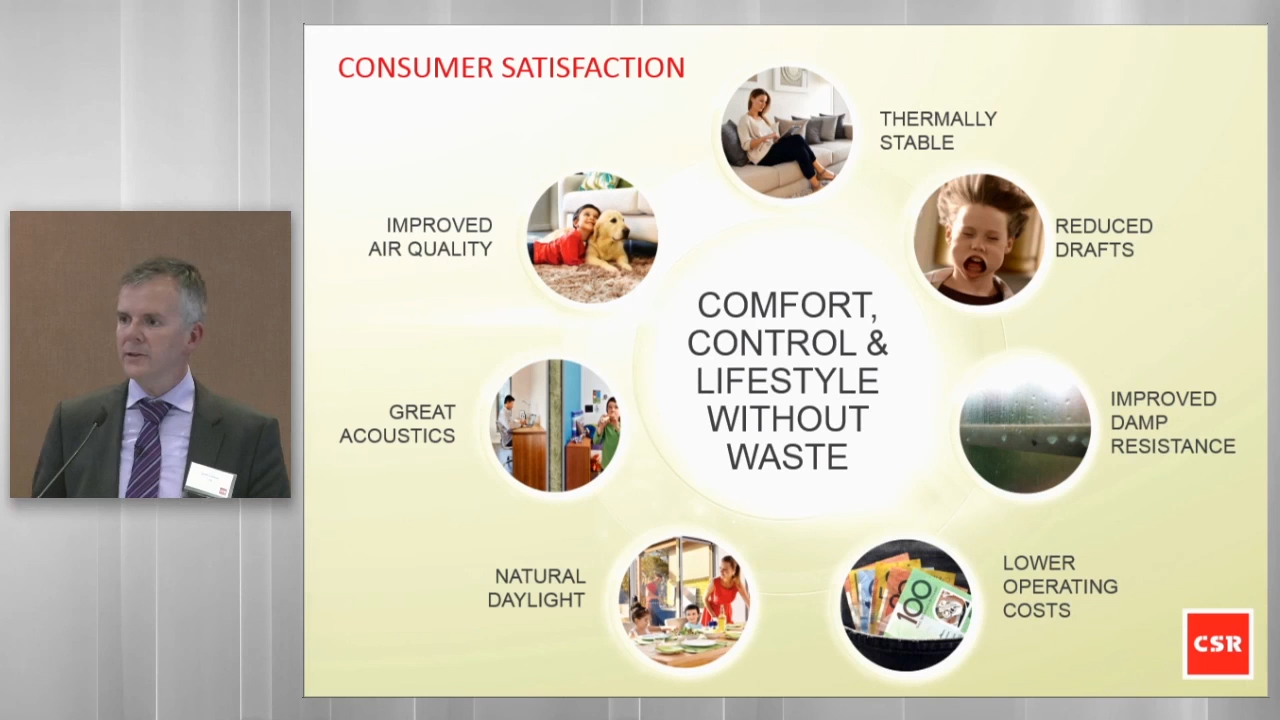 CONSUMER SATISFACTION
THERMALLY
STABLE
IMPROVED
AIR QUALITY
REDUCED
DRAFTS
COMFORT,
CONTROL &
LIFESTYLE
WITHOUT
WASTE
GREAT
ACOUSTICS
IMPROVED
DAMP
RESISTANCE
NATURAL
DAYLIGHT
LOWER
OPERATING
COSTS
100
CSR